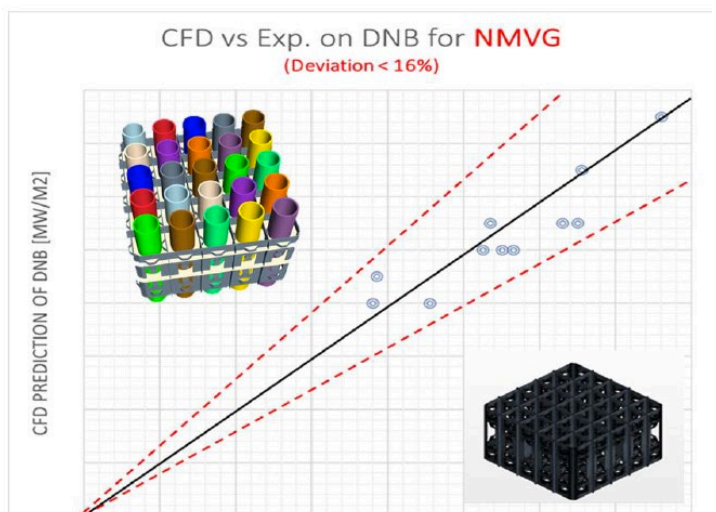 CFD vs Exp. on DNB for NMVG
(Deviation < 16%)
CFD PREDICTION OF DNB [MW/M2]